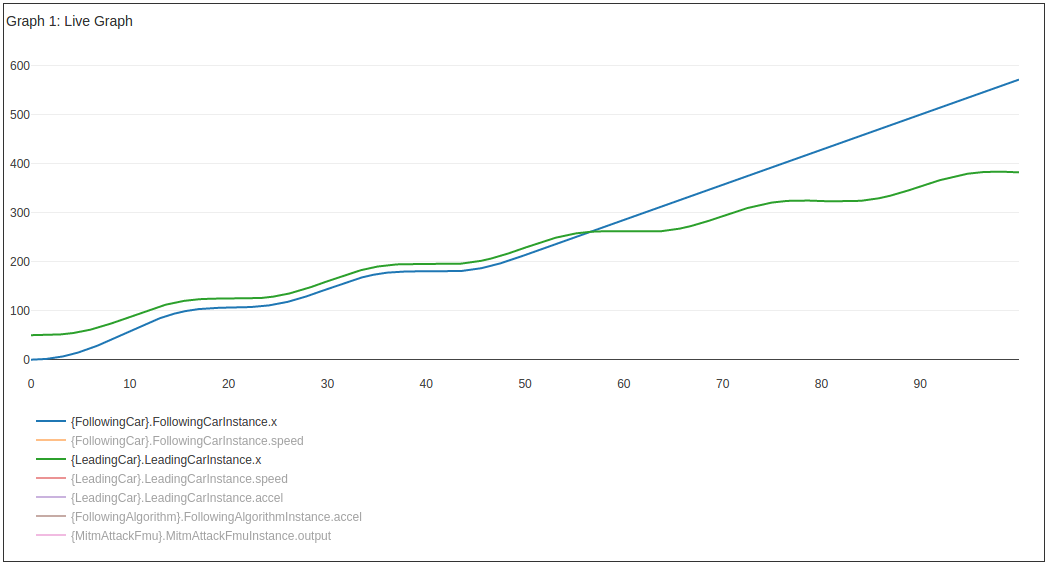 Graph 1: Live Graph
600
500
400
300
200
100
0
0 10 20 30 40 50 60 70 80 90
{FollowingCar}.FollowingCarInstance.x
{FollowingCar}.FollowingCarInstance.speed
{LeadingCar}.LeadingCarInstance.x
{LeadingCar}.LeadingCarInstance.speed
{LeadingCar}.LeadingCarInstance.accel
{FollowingAlgorithm}.FollowingAlgorithmInstance.accel
{MitmAttackFmu}.MitmAttackFmuInstance.output